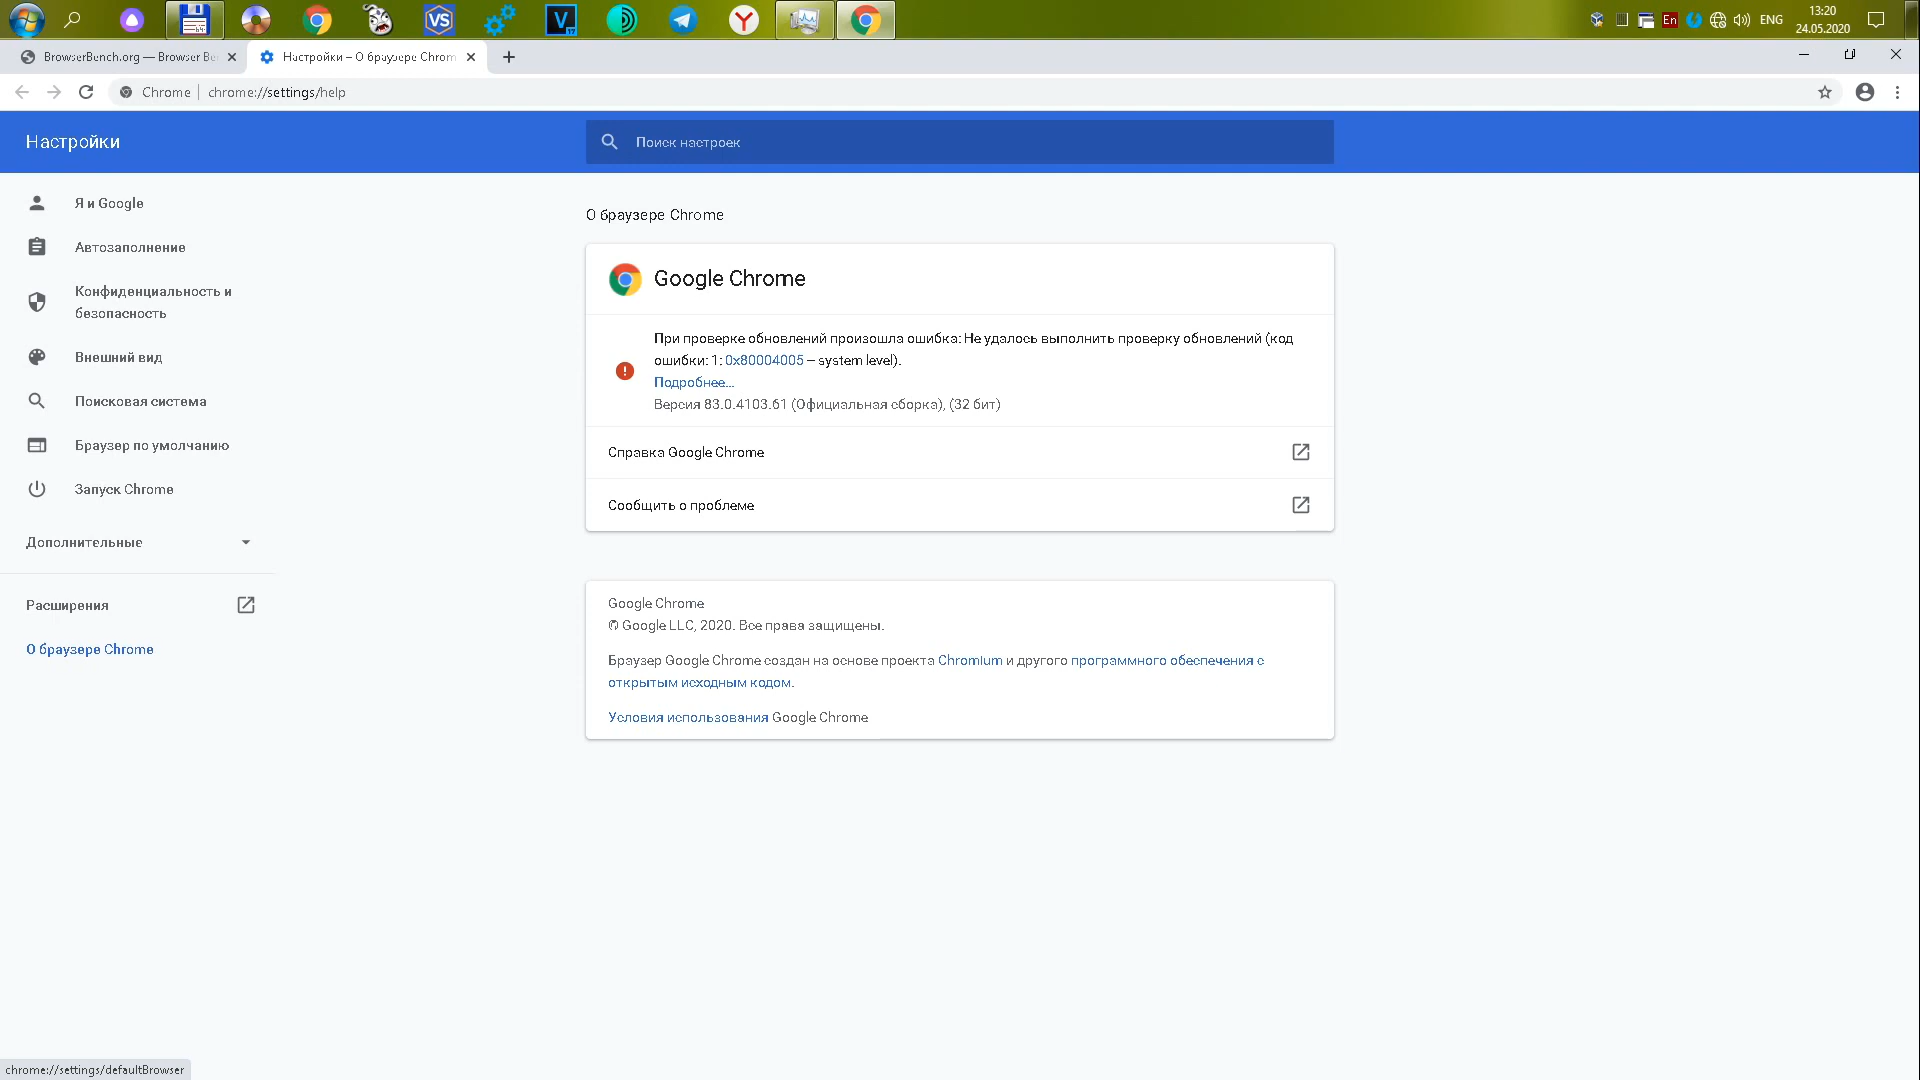 13:20
En
ENG
24.05.2020
BrowserBench.org — Browser Be
Настройки – О браузере Chrom
Chrome | chrome://settings/help
Настройки
Поиск настроек
Я и Google
Автозаполнение
Конфиденциальность и
безопасность
Внешний вид
Поисковая система
Браузер по умолчанию
Запуск Chrome
Дополнительные
Расширения
О браузере Chrome
О браузере Chrome
Google Chrome
При проверке обновлений произошла ошибка: Не удалось выполнить проверку обновлений (код
ошибки: 1: 0x80004005 – system level).
Подробнее...
Версия 83.0.4103.61 (Официальная сборка), (32 бит)
Справка Google Chrome
Сообщить о проблеме
Google Chrome
© Google LLC, 2020. Все права защищены.
Браузер Google Chrome создан на основе проекта Chromium и другого программного обеспечения с
открытым исходным кодом.
Условия использования Google Chrome
chrome://settings/defaultBrowser